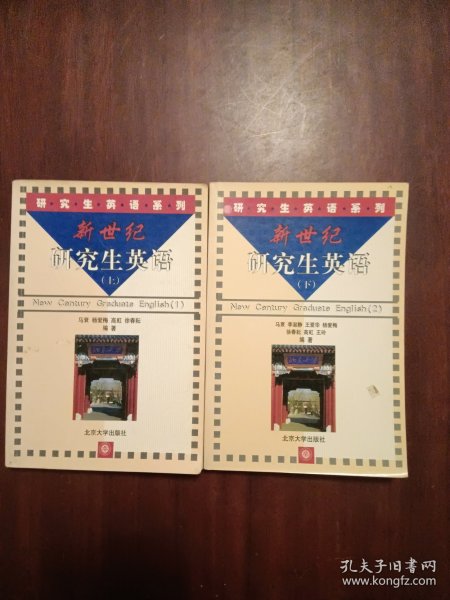 研·究·生·英·语·系·列
新世纪
研究生英语
(上)
New Century Graduate English(1)
马衰 杨爱梅 高虹 徐春耘
编著
北京大学出版社
研·究·生·英·语·系·列
新世纪
研究生英语
(下)
New Century Graduate English(2)
编著
北京大学出版社
孔夫子旧书网
www.kongfz.com